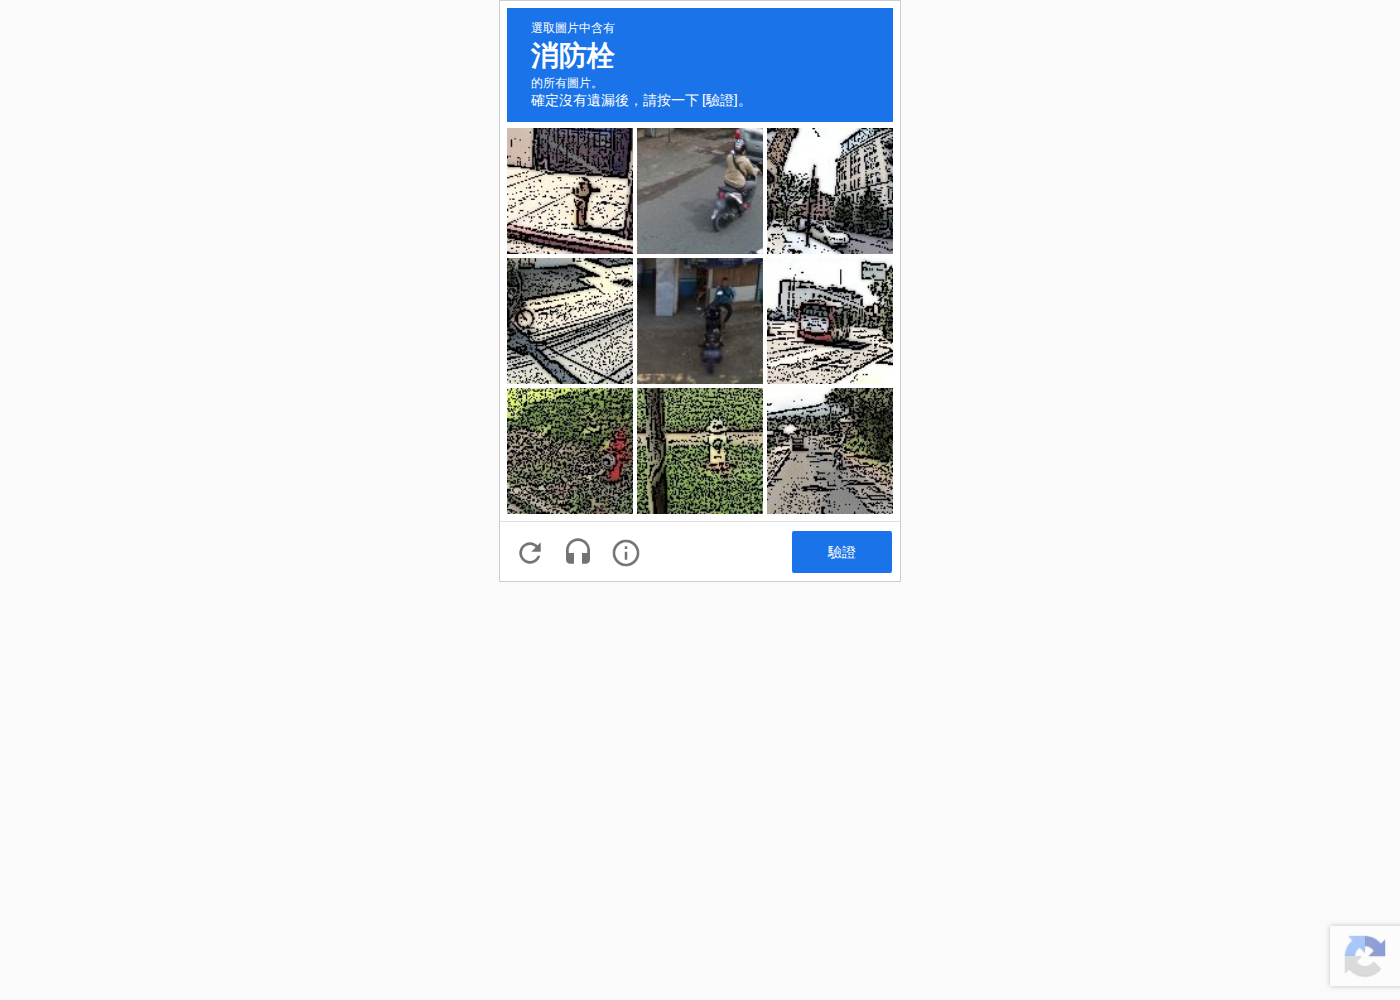 選取圖片中含有
消防栓
的所有圖片。
確定沒有遺漏後，請按一下 [驗證]。
驗證